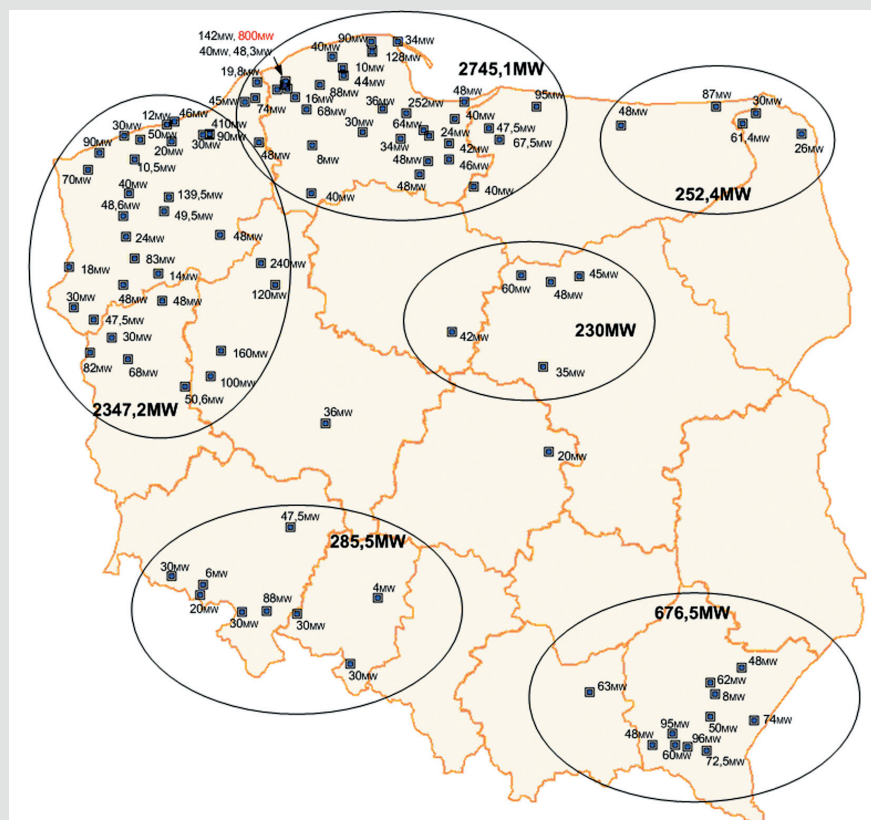 142MW, 800MW
40MW, 48,3MW
90MW
34MW
40MW
128MW
10MW
44MW
2745,1MW
19,8MW
88MW
16MW
45MW
74MW
68MW
36MW
252MW
48MW
95MW
40MW
30MW
64MW
24MW
47,5MW
34MW
42MW
67,5MW
48MW
8MW
48MW
46MW
48MW
40MW
40MW
87MW
30MW
48MW
61,4MW
26MW
252,4MW
12MW
46MW
410MW
30MW
50MW
90MW
20MW
30MW
90MW
10,5MW
70MW
40MW
139,5MW
48,6MW
49,5MW
24MW
48MW
83MW
18MW
14MW
240MW
120MW
48MW
48MW
30MW
47,5MW
30MW
160MW
82MW
68MW
100MW
50,6MW
2347,2MW
60MW
45MW
48MW
42MW
230MW
35MW
36MW
20MW
47,5MW
285,5MW
30MW
6MW
20MW
88MW
4MW
30MW
30MW
30MW
676,5MW
48MW
63MW
62MW
8MW
50MW
74MW
95MW
48MW
96MW
60MW
72,5MW